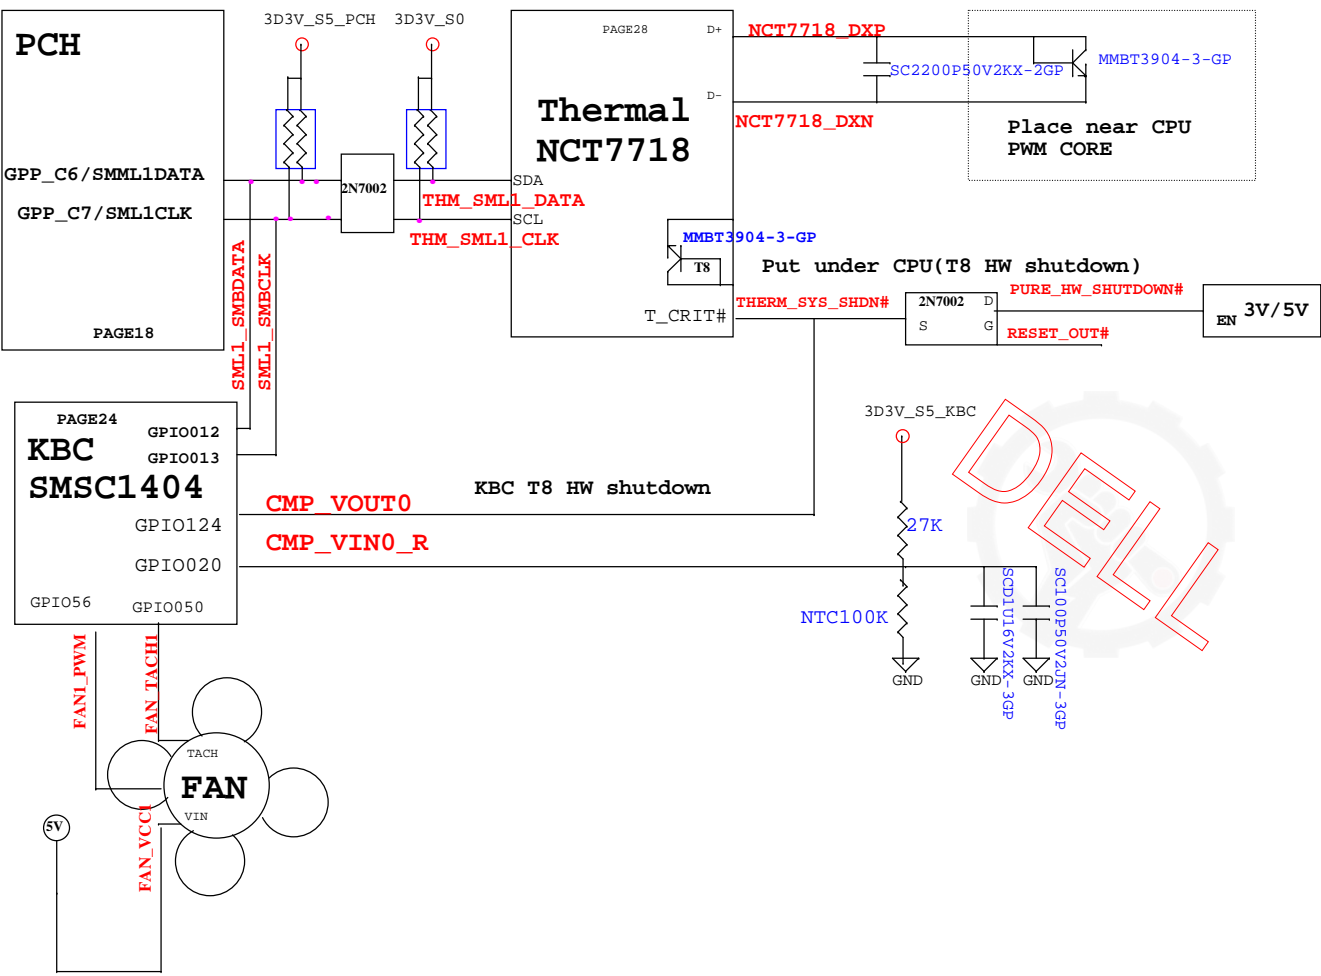 3D3V_S5_PCH
3D3V_S0
PCH
PAGE28
D+
NCT7718_DXP
MMBT3904-3-GP
SC2200P50V2KX-2GP
D-
Thermal
NCT7718
NCT7718_DXN
Place near CPU
PWM CORE
GPP_C6/SMML1DATA
2N7002
SDA
THM_SML1_DATA
GPP_C7/SML1CLK
SCL
THM_SML1_CLK
MMBT3904-3-GP
T8
Put under CPU(T8 HW shutdown)
SML1_SMBDATA
SML1_SMBCLK
PURE_HW_SHUTDOWN#
THERM_SYS_SHDN#
2N7002
D
S
G
T_CRIT#
EN
3V/5V
RESET_OUT#
PAGE18
PAGE24
GPIO012
KBC
GPIO013
SMSC1404
3D3V_S5_KBC
DELL
KBC T8 HW shutdown
CMP_VOUT0
GPIO124
27K
CMP_VIN0_R
GPIO020
GPIO56
GPIO050
NTC100K
SCD1U16V2KX-3GP
SC100P50V2JN-3GP
GND
GND
GND
FAN1_PWM
FAN_TACH1
TACH
FAN
VIN
5V
FAN_VCC1